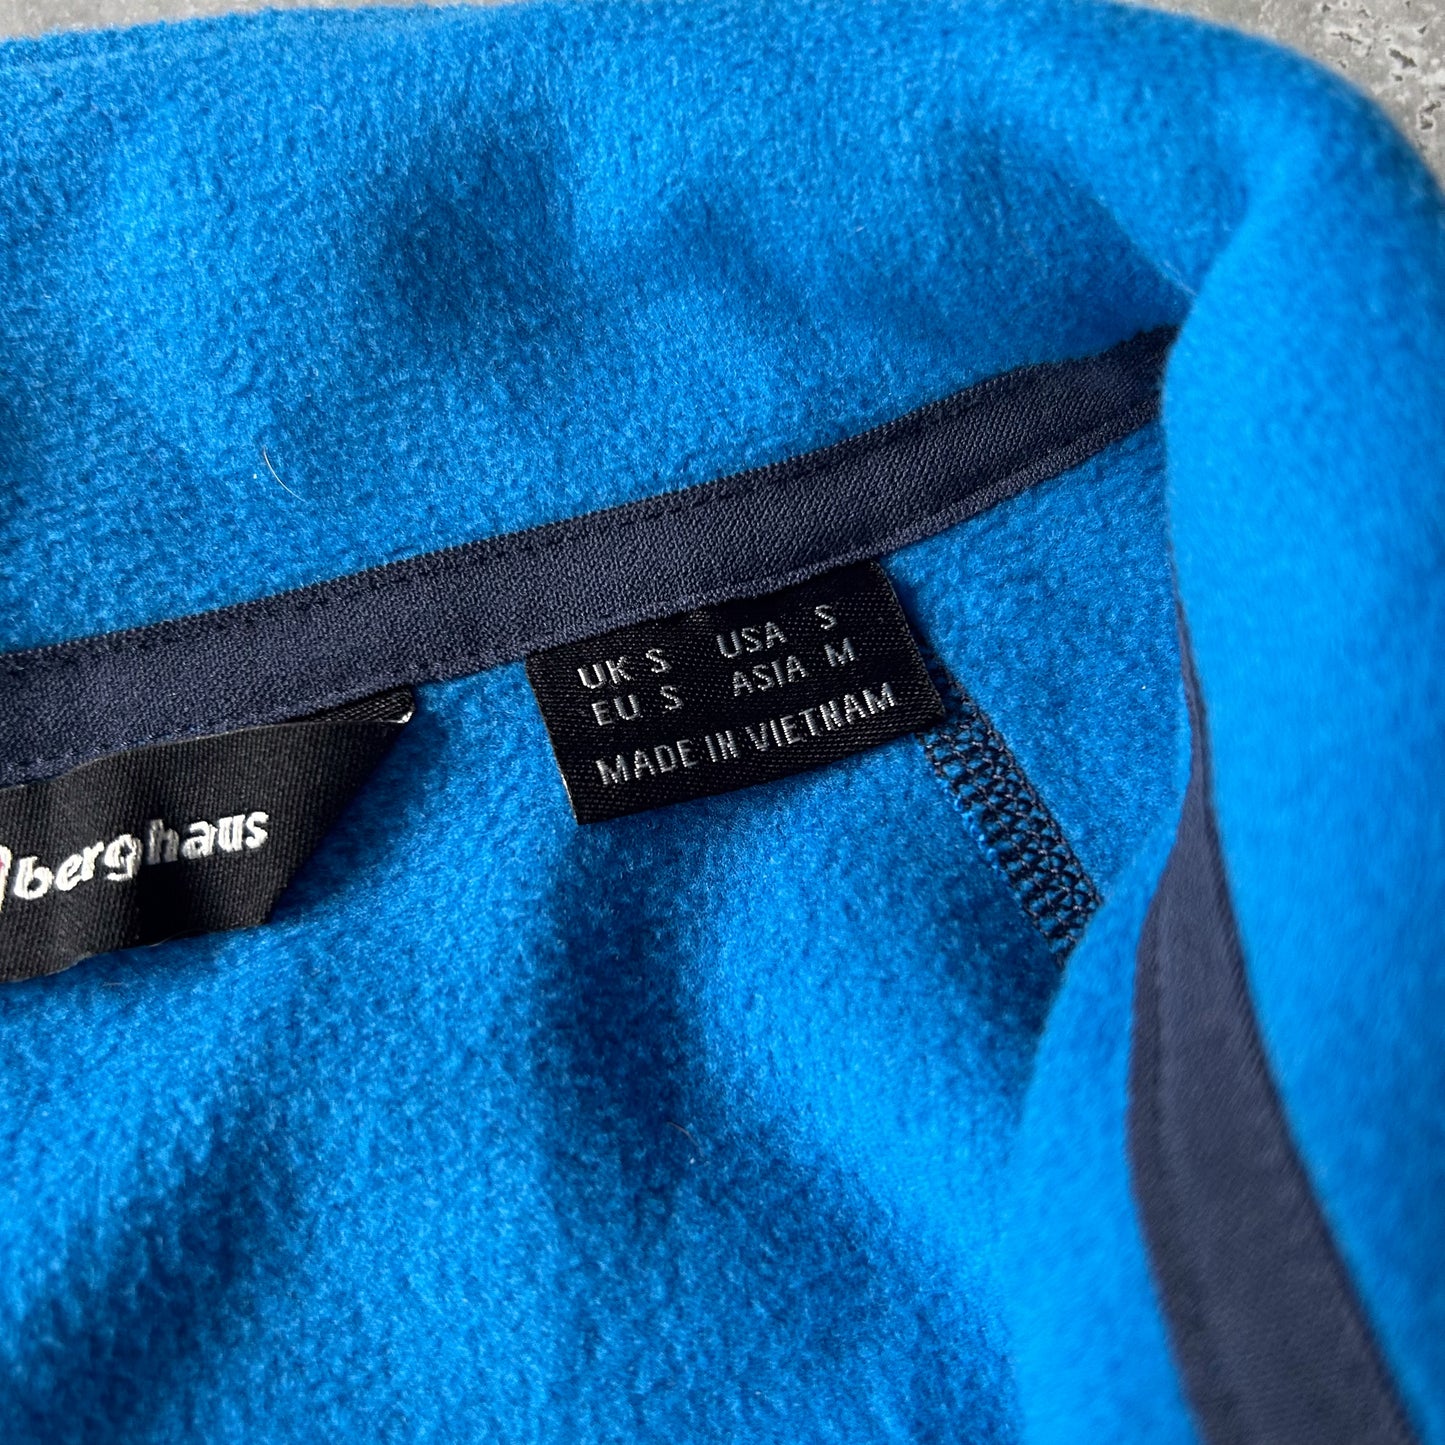 berghaus
UK S USA S
EU S ASIA M
MADE IN VIETNAM